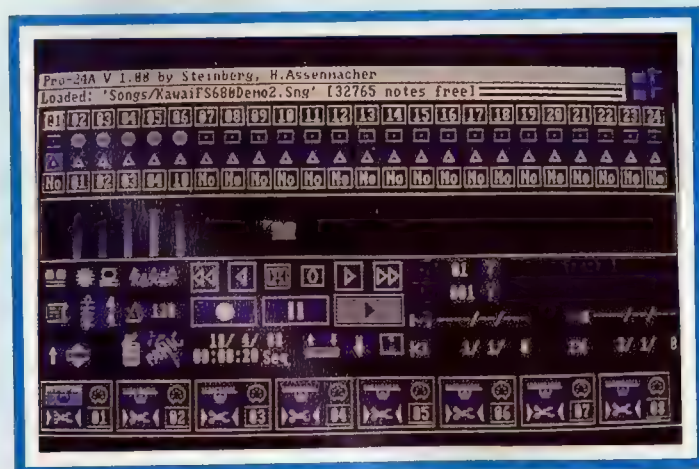 Pro-24A V 1.00 by Steinberg, H.Assenmacher
Loaded: 'Songs/KawaiFS680Demo2.Sng' [32765 notes free]
01 02 03 04 05 06 07 08 09 10 11 12 13 14 15 16 17 18 19 20 21 22 23 24
No 01 02 03 04 10 No No No No No No No No No No No No No No No No No No
01
001
00:00:20 Seq
01 02 03 04 05 06 07 08